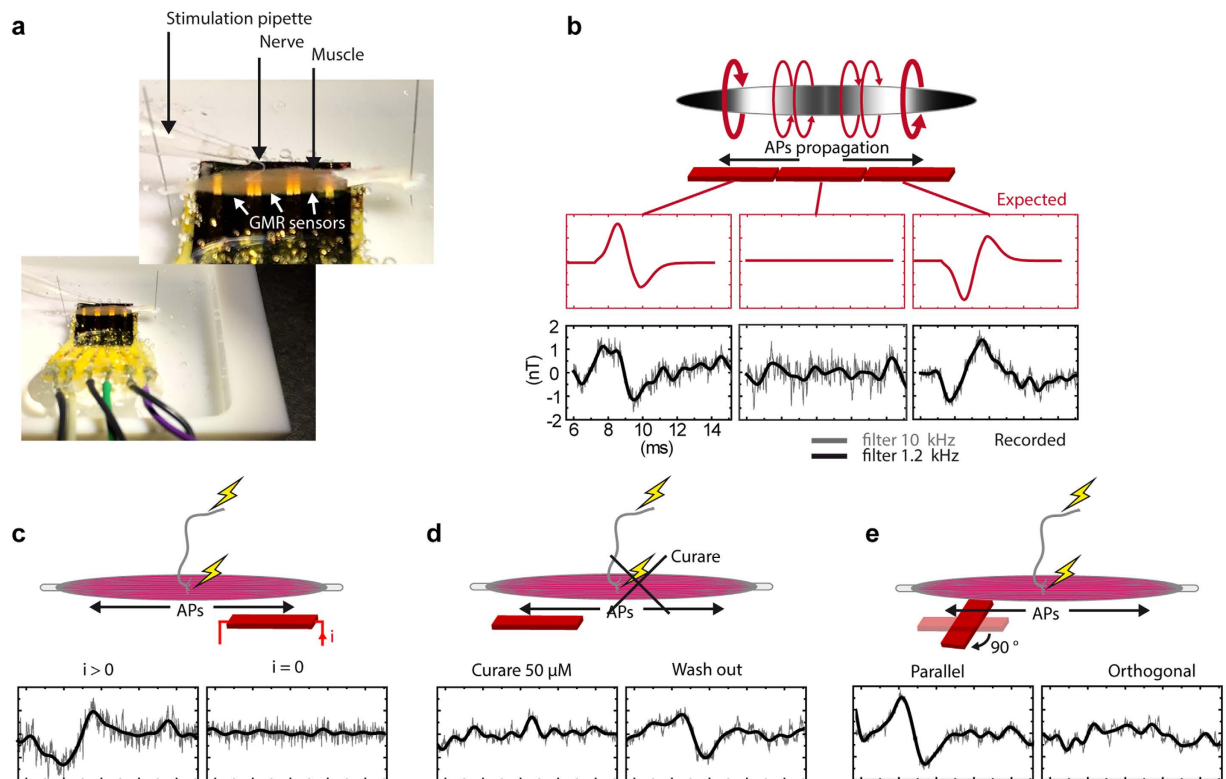 a
Stimulation pipette
Nerve
Muscle
GMR sensors
b
APs propagation
Expected
2
1
0
-1
-2
(nT)
6 8 10 12 14
(ms)
filter 10 kHz
filter 1.2 kHz
Recorded
c
APs
i
i > 0
i = 0
d
Curare
APs
Curare 50 µM
Wash out
e
APs
90 °
Parallel
Orthogonal